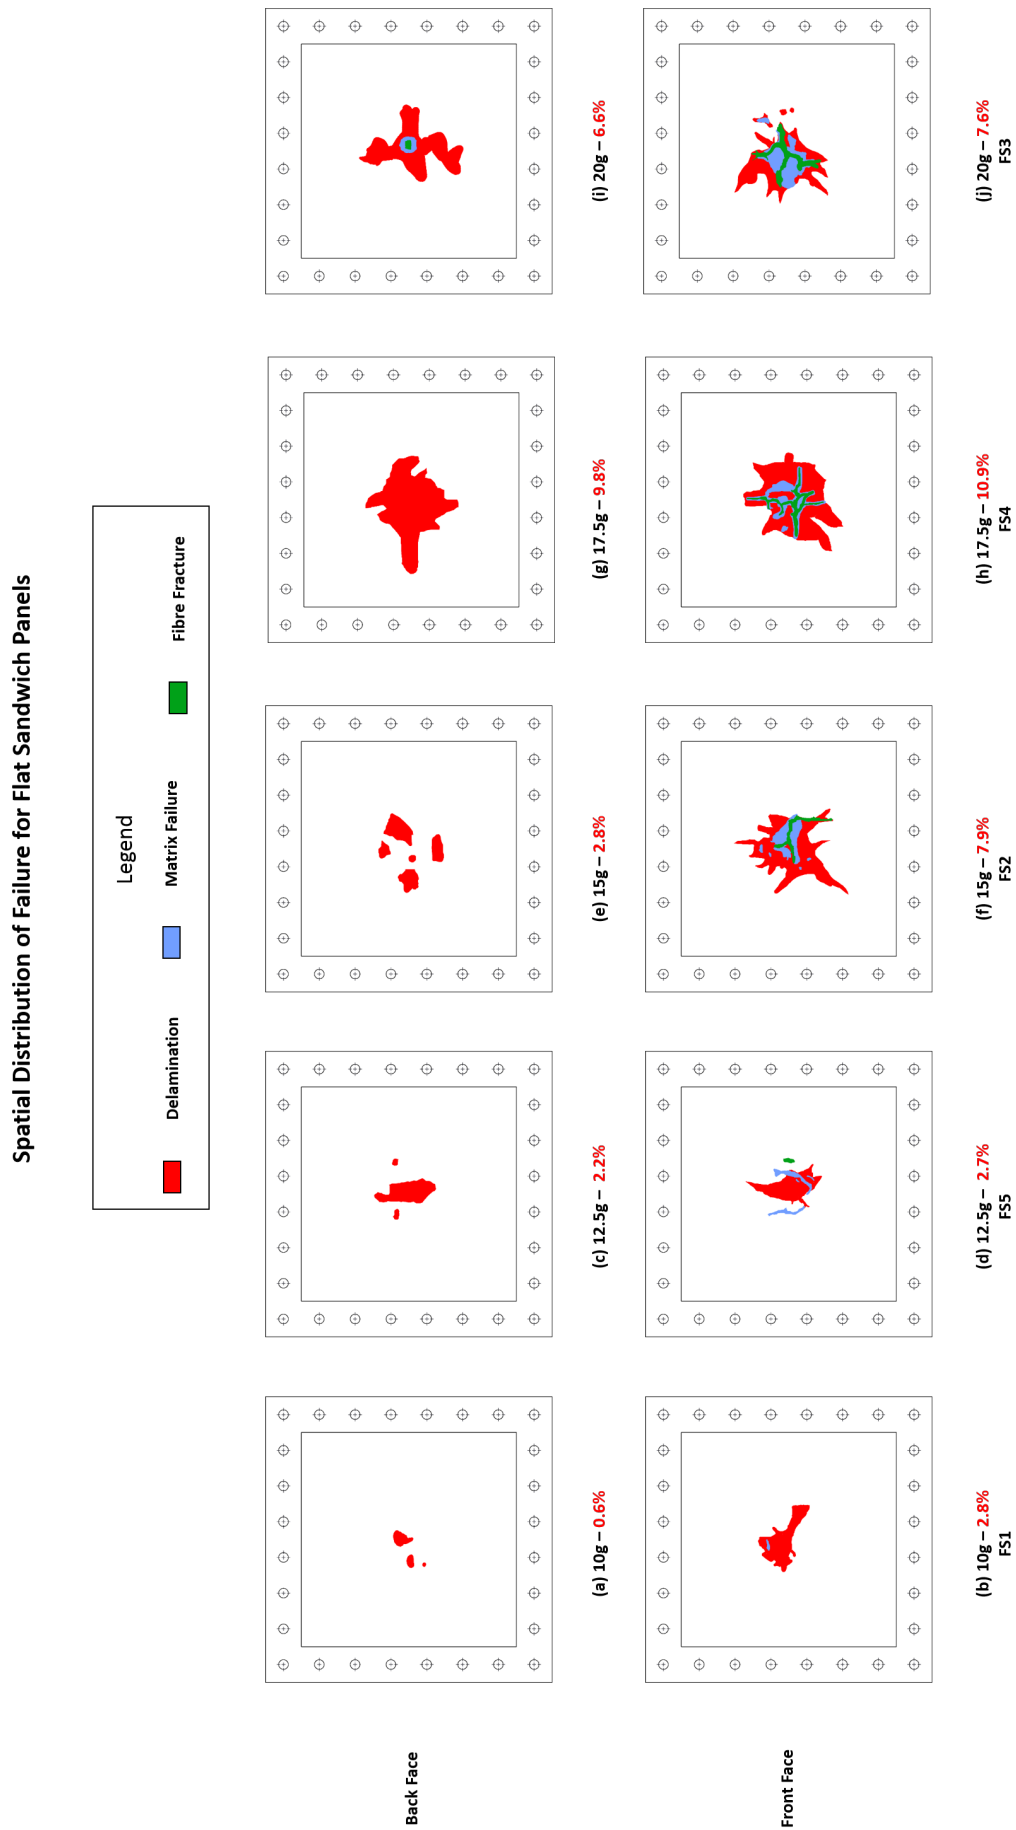 Spatial Distribution of Failure for Flat Sandwich Panels
Legend
Delamination
Matrix Failure
Fibre Fracture
Back Face
(a) 10g – 0.6%
(c) 12.5g – 2.2%
(e) 15g – 2.8%
(g) 17.5g – 9.8%
(i) 20g – 6.6%
Front Face
(b) 10g – 2.8%
FS1
(d) 12.5g – 2.7%
FS5
(f) 15g – 7.9%
FS2
(h) 17.5g – 10.9%
FS4
(j) 20g – 7.6%
FS3